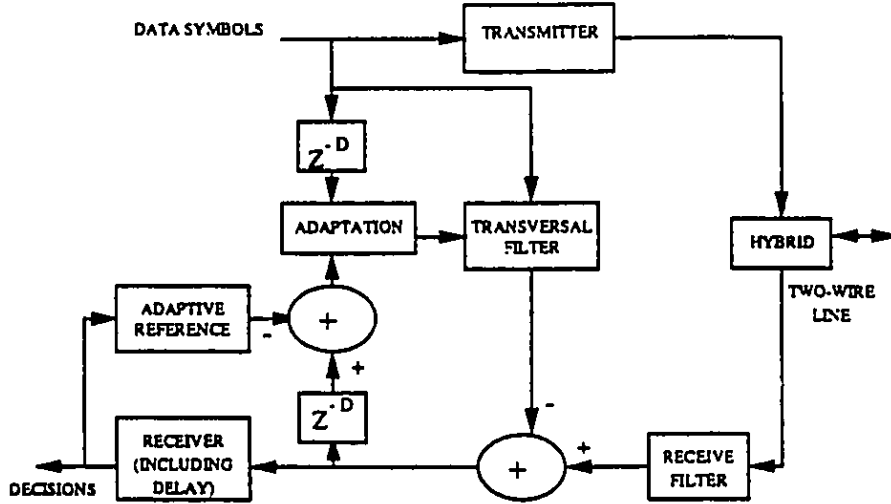 DATA SYMBOLS
TRANSMITTER
Z^-D
ADAPTATION
TRANSVERSAL
FILTER
HYBRID
TWO-WIRE
LINE
ADAPTIVE
REFERENCE
-
+
+
Z^-D
-
+
+
RECEIVER
(INCLUDING
DELAY)
DECISIONS
RECEIVE
FILTER